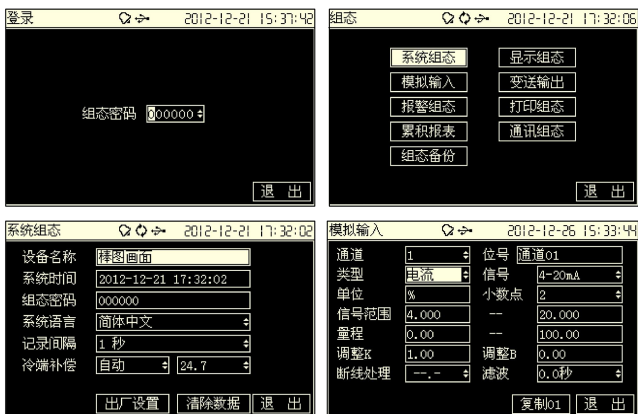 登录 2012-12-21 15:37:42
组态密码 000000
退 出
组态 2012-12-21 17:32:06
系统组态 显示组态
模拟输入 变送输出
报警组态 打印组态
累积报表 通讯组态
组态备份
退 出
系统组态 2012-12-21 17:32:02
设备名称 棒图画面
系统时间 2012-12-21 17:32:02
组态密码 000000
系统语言 简体中文
记录间隔 1 秒
冷端补偿 自动 24.7
出厂设置 清除数据 退 出
模拟输入 2012-12-26 15:33:44
通道 1 位号 通道01
类型 电流 信号 4-20mA
单位 % 小数点 2
信号范围 4.000 -- 20.000
量程 0.00 -- 100.00
调整K 1.00 调整B 0.00
断线处理 --.- 滤波 0.0秒
复制01 退 出